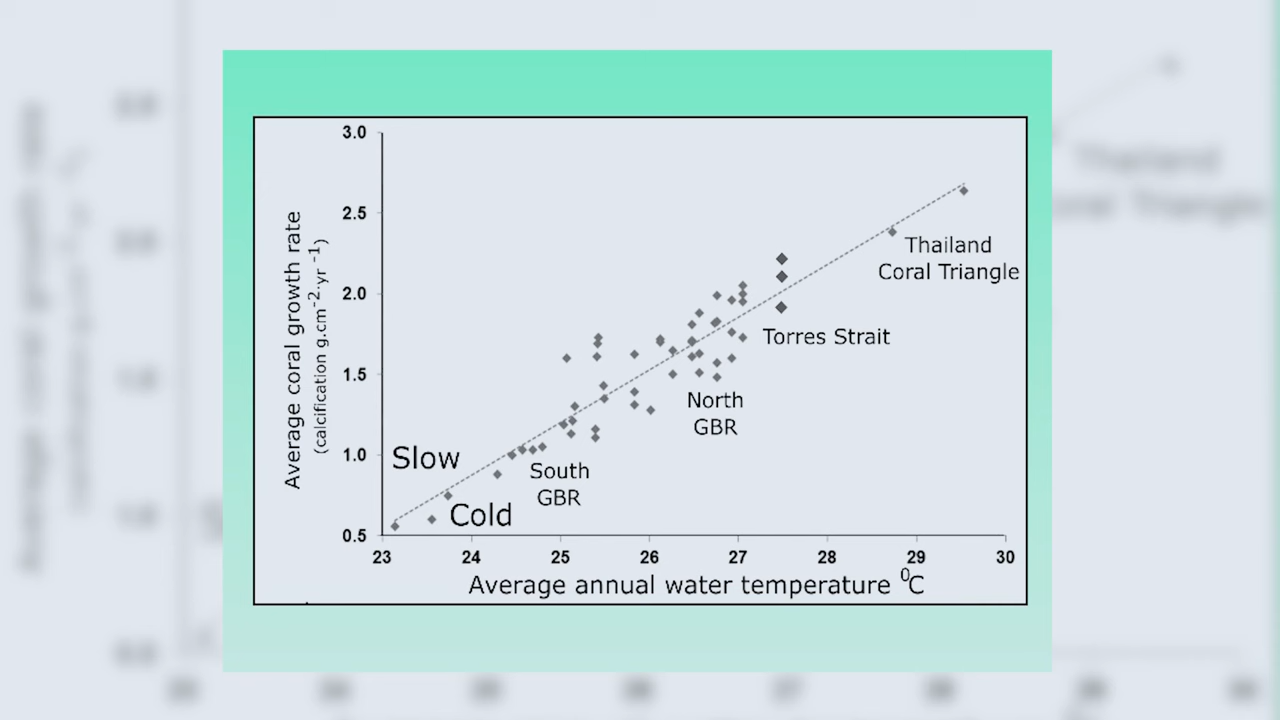 3.0
2.5
2.0
1.5
1.0
0.5
Average coral growth rate
(calcification g.cm⁻².yr ⁻¹)
Thailand
Coral Triangle
Torres Strait
North
GBR
Slow
South
GBR
Cold
23 24 25 26 27 28 29 30
Average annual water temperature ⁰C